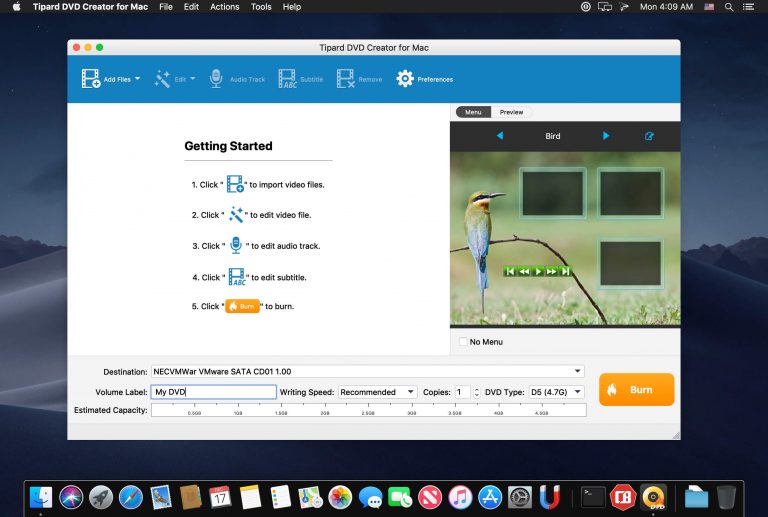 Tipard DVD Creator for Mac File Edit Actions Tools Help Mon 4:09 AM
Tipard DVD Creator for Mac
Add Files Edit Audio Track Subtitle Remove Preferences
ABC
Menu Preview
Bird
Getting Started
1. Click " " to import video files.
2. Click " " to edit video file.
3. Click " " to edit audio track.
4. Click " ABC " to edit subtitle.
5. Click " Burn " to burn.
No Menu
Destination: NECVMWar VMware SATA CD01 1.00
Volume Label: My DVD Writing Speed: Recommended Copies: 1 DVD Type: D5 (4.7G)
Burn
Estimated Capacity: 0.5GB 1GB 1.5GB 2GB 2.5GB 3GB 3.5GB 4GB 4.5GB
DEC
17
DVD